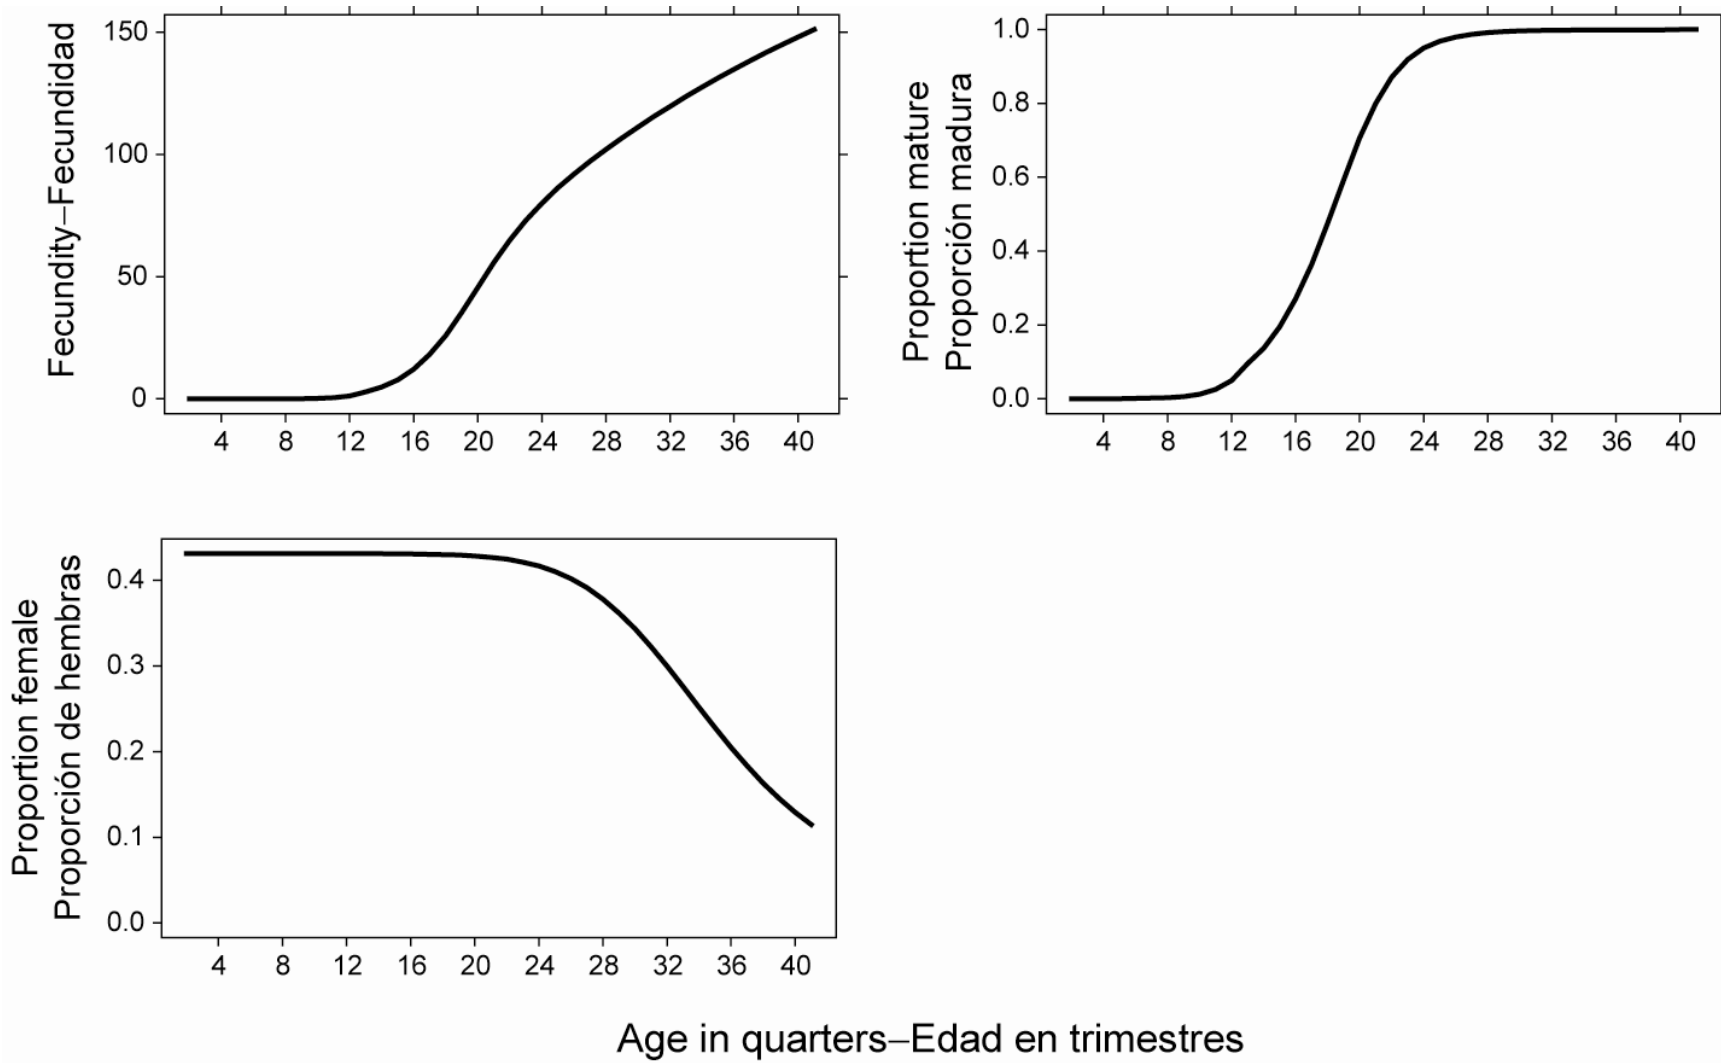 Fecundity–Fecundidad
150
100
50
0
4 8 12 16 20 24 28 32 36 40
Proportion mature
Proporción madura
1.0
0.8
0.6
0.4
0.2
0.0
4 8 12 16 20 24 28 32 36 40
Proportion female
Proporción de hembras
0.4
0.3
0.2
0.1
0.0
4 8 12 16 20 24 28 32 36 40
Age in quarters–Edad en trimestres